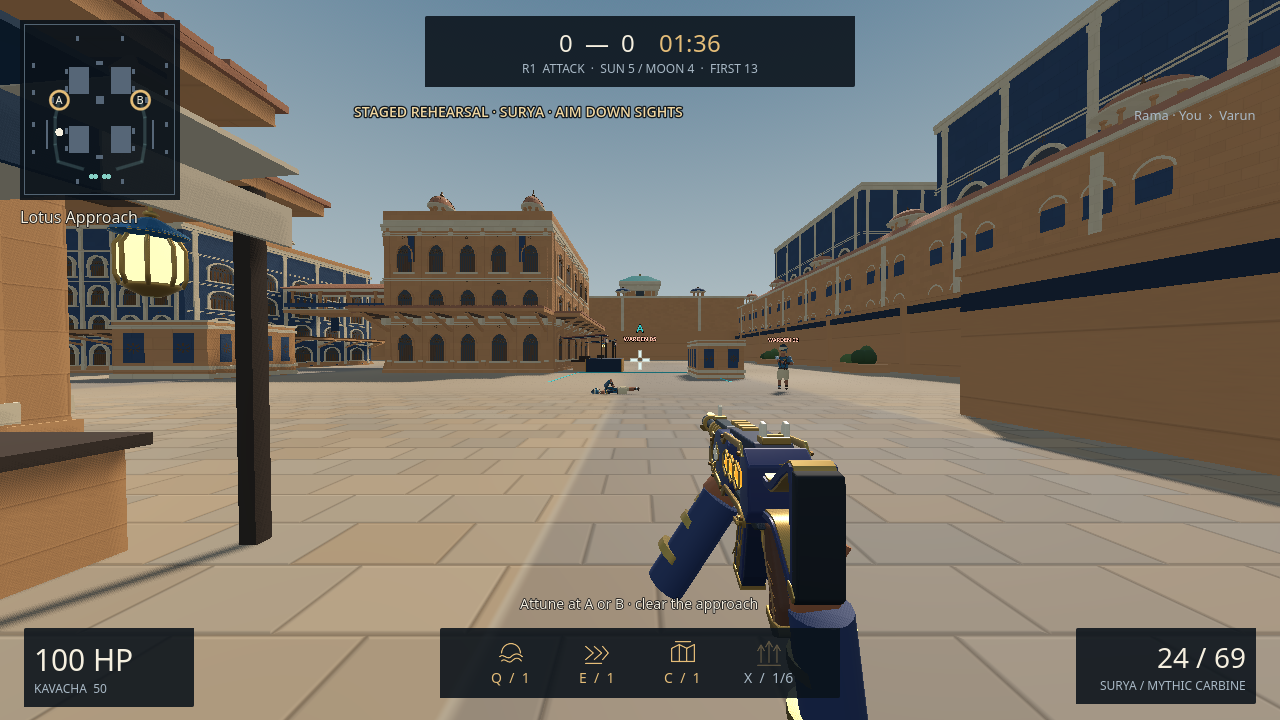 0 — 0 01:36
R1 ATTACK · SUN 5 / MOON 4 · FIRST 13
STAGED REHEARSAL · SURYA · AIM DOWN SIGHTS
Rama · You › Varun
A
B
Lotus Approach
A
WARDEN
WARDEN
Attune at A or B · clear the approach
100 HP
KAVACHA 50
Q / 1
E / 1
C / 1
X / 1/6
24 / 69
SURYA / MYTHIC CARBINE